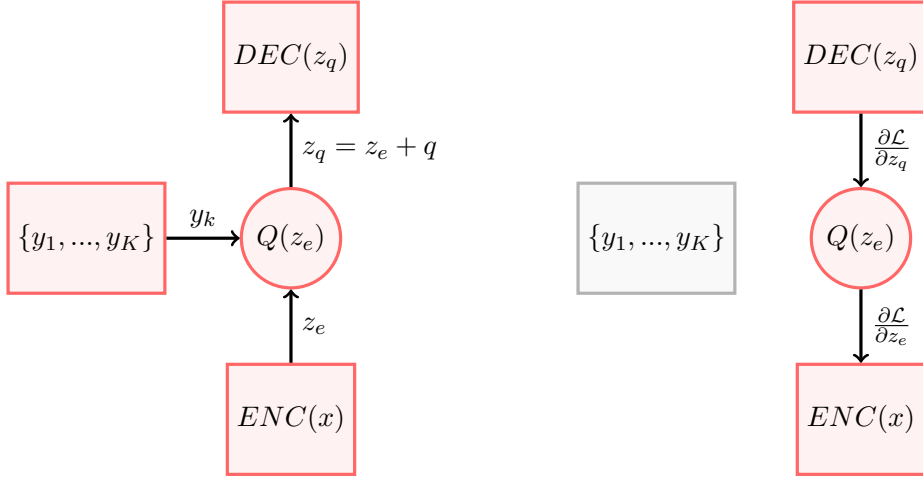 DEC(z_q)
z_q = z_e + q
{y_1, ..., y_K}
y_k
Q(z_e)
z_e
ENC(x)
DEC(z_q)
∂ℒ/∂z_q
{y_1, ..., y_K}
Q(z_e)
∂ℒ/∂z_e
ENC(x)